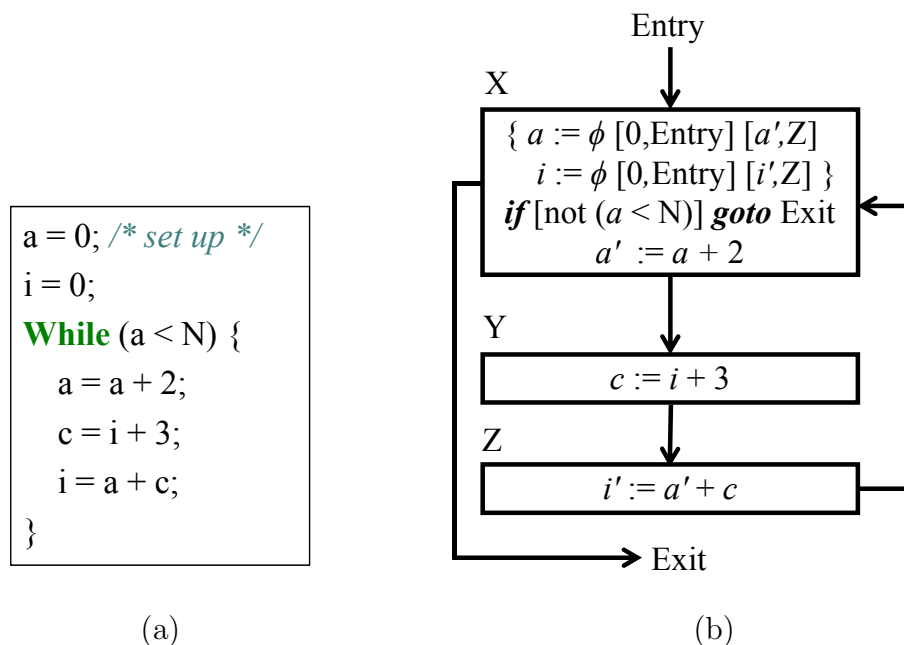 a = 0; /* set up */
i = 0;
While (a < N) {
a = a + 2;
c = i + 3;
i = a + c;
}
(a)
Entry
X
{ a := ϕ [0,Entry] [a′,Z]
i := ϕ [0,Entry] [i′,Z] }
if [not (a < N)] goto Exit
a′ := a + 2
Y
c := i + 3
Z
i′ := a′ + c
Exit
(b)